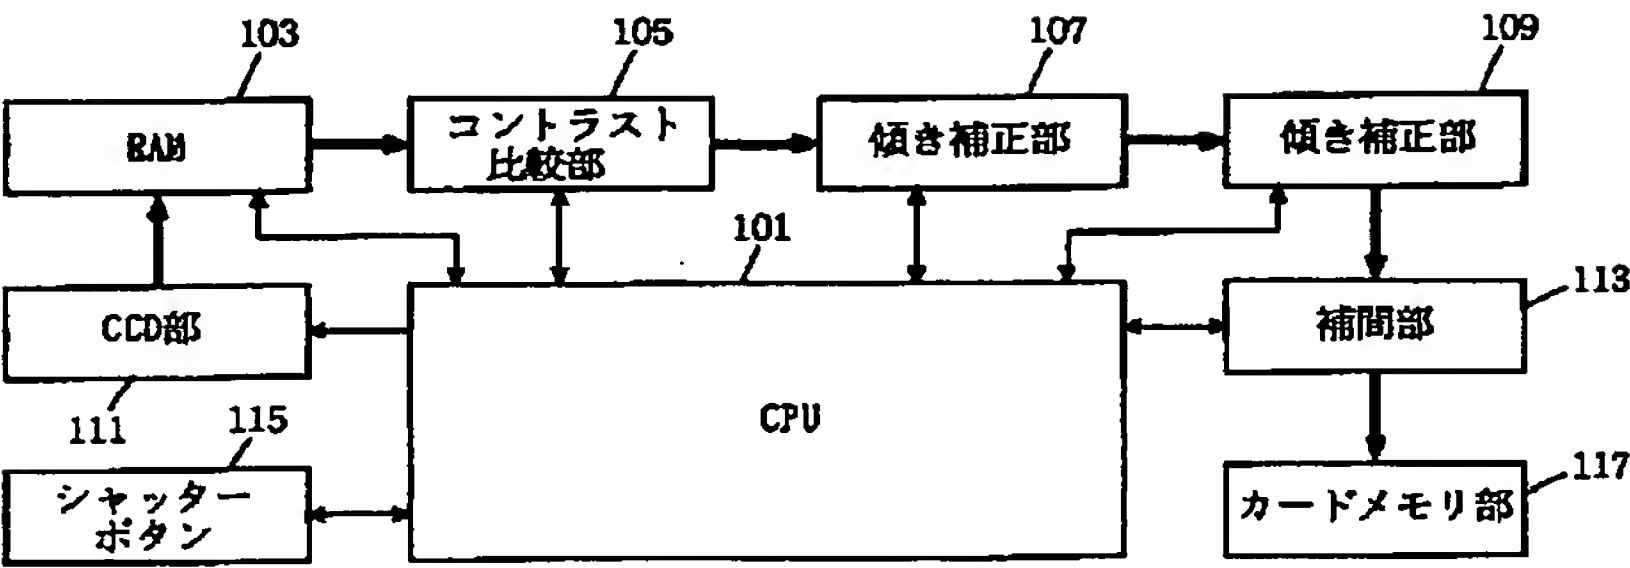 103
105
107
109
RAM
コントラスト
比較部
傾き補正部
傾き補正部
101
CCD部
補間部
113
111
115
CPU
シャッター
ボタン
カードメモリ部
117